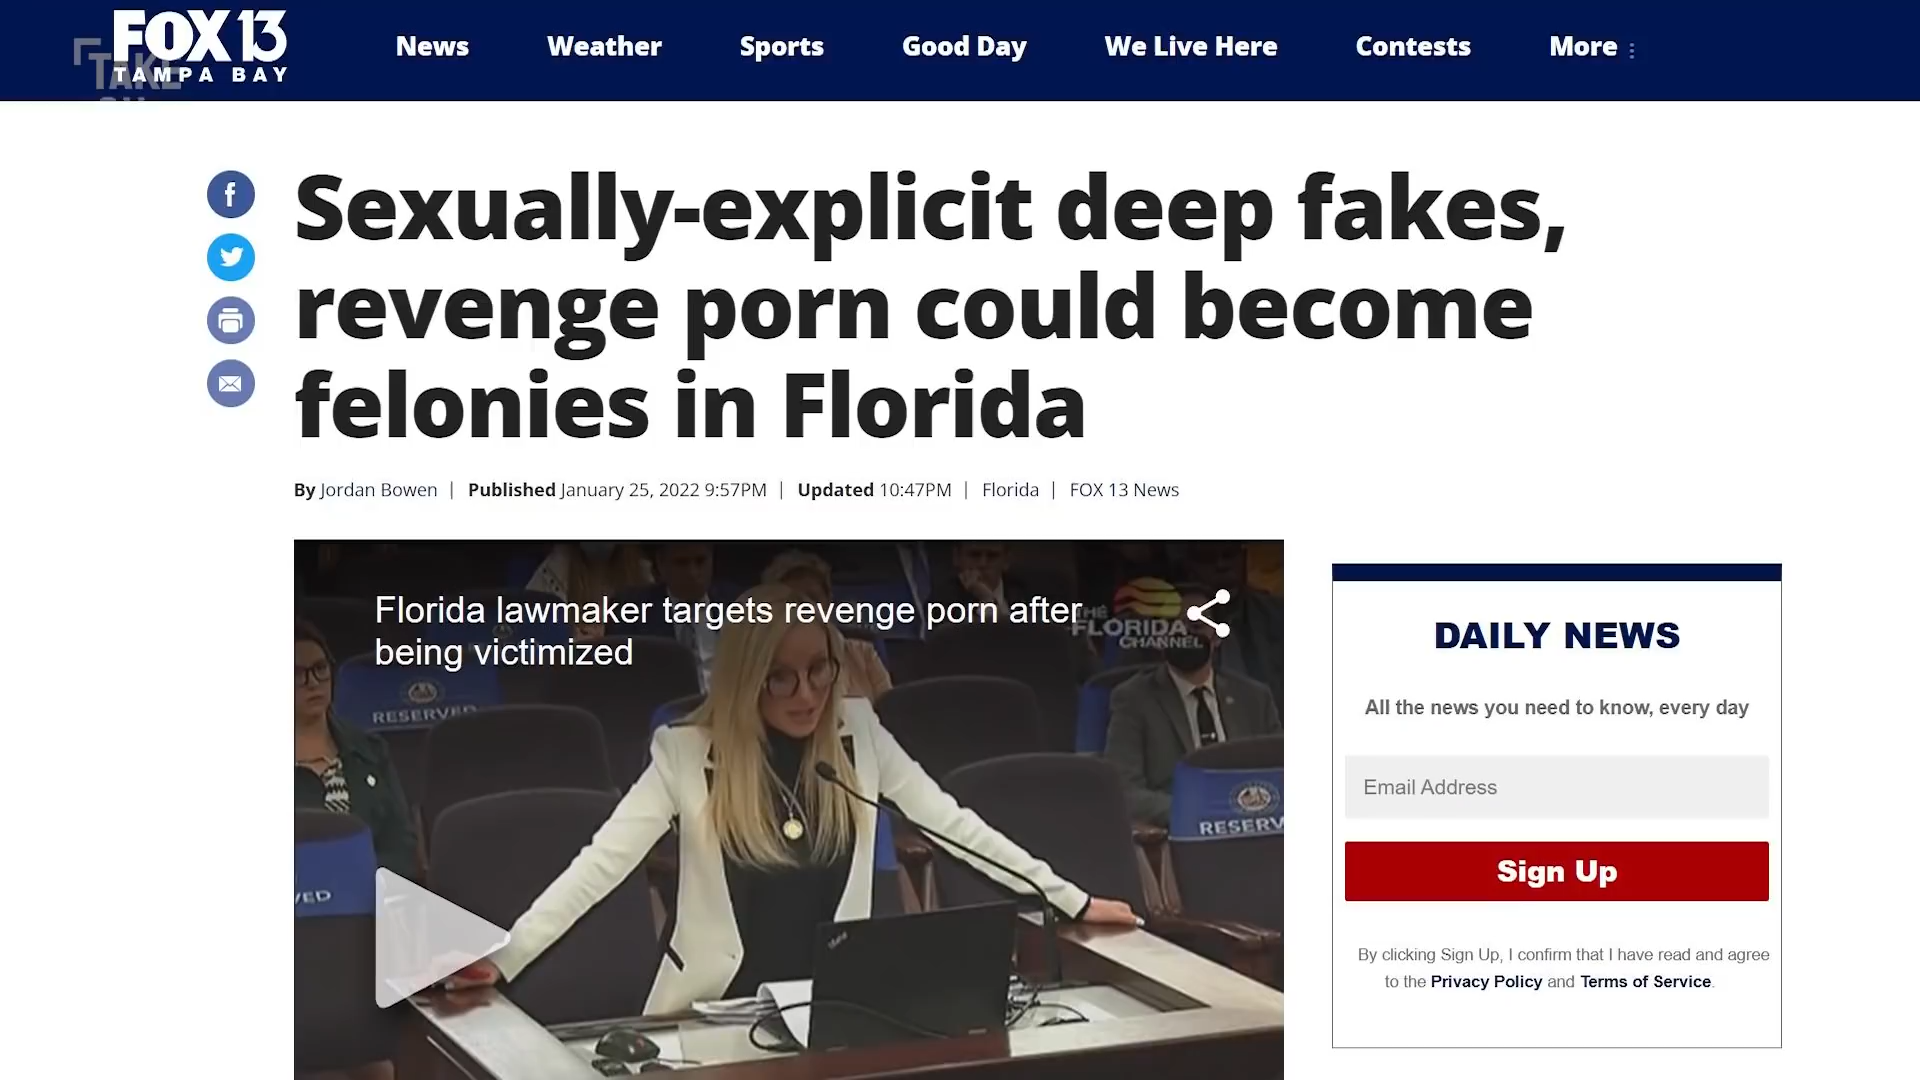 FOX 13
TAMPA BAY
TAKE
News
Weather
Sports
Good Day
We Live Here
Contests
More
Sexually-explicit deep fakes,
revenge porn could become
felonies in Florida
By Jordan Bowen | Published January 25, 2022 9:57PM | Updated 10:47PM | Florida | FOX 13 News
Florida lawmaker targets revenge porn after
being victimized
THE
FLORIDA
CHANNEL
RESERVED
RESERV
VED
DAILY NEWS
All the news you need to know, every day
Email Address
Sign Up
By clicking Sign Up, I confirm that I have read and agree
to the Privacy Policy and Terms of Service.